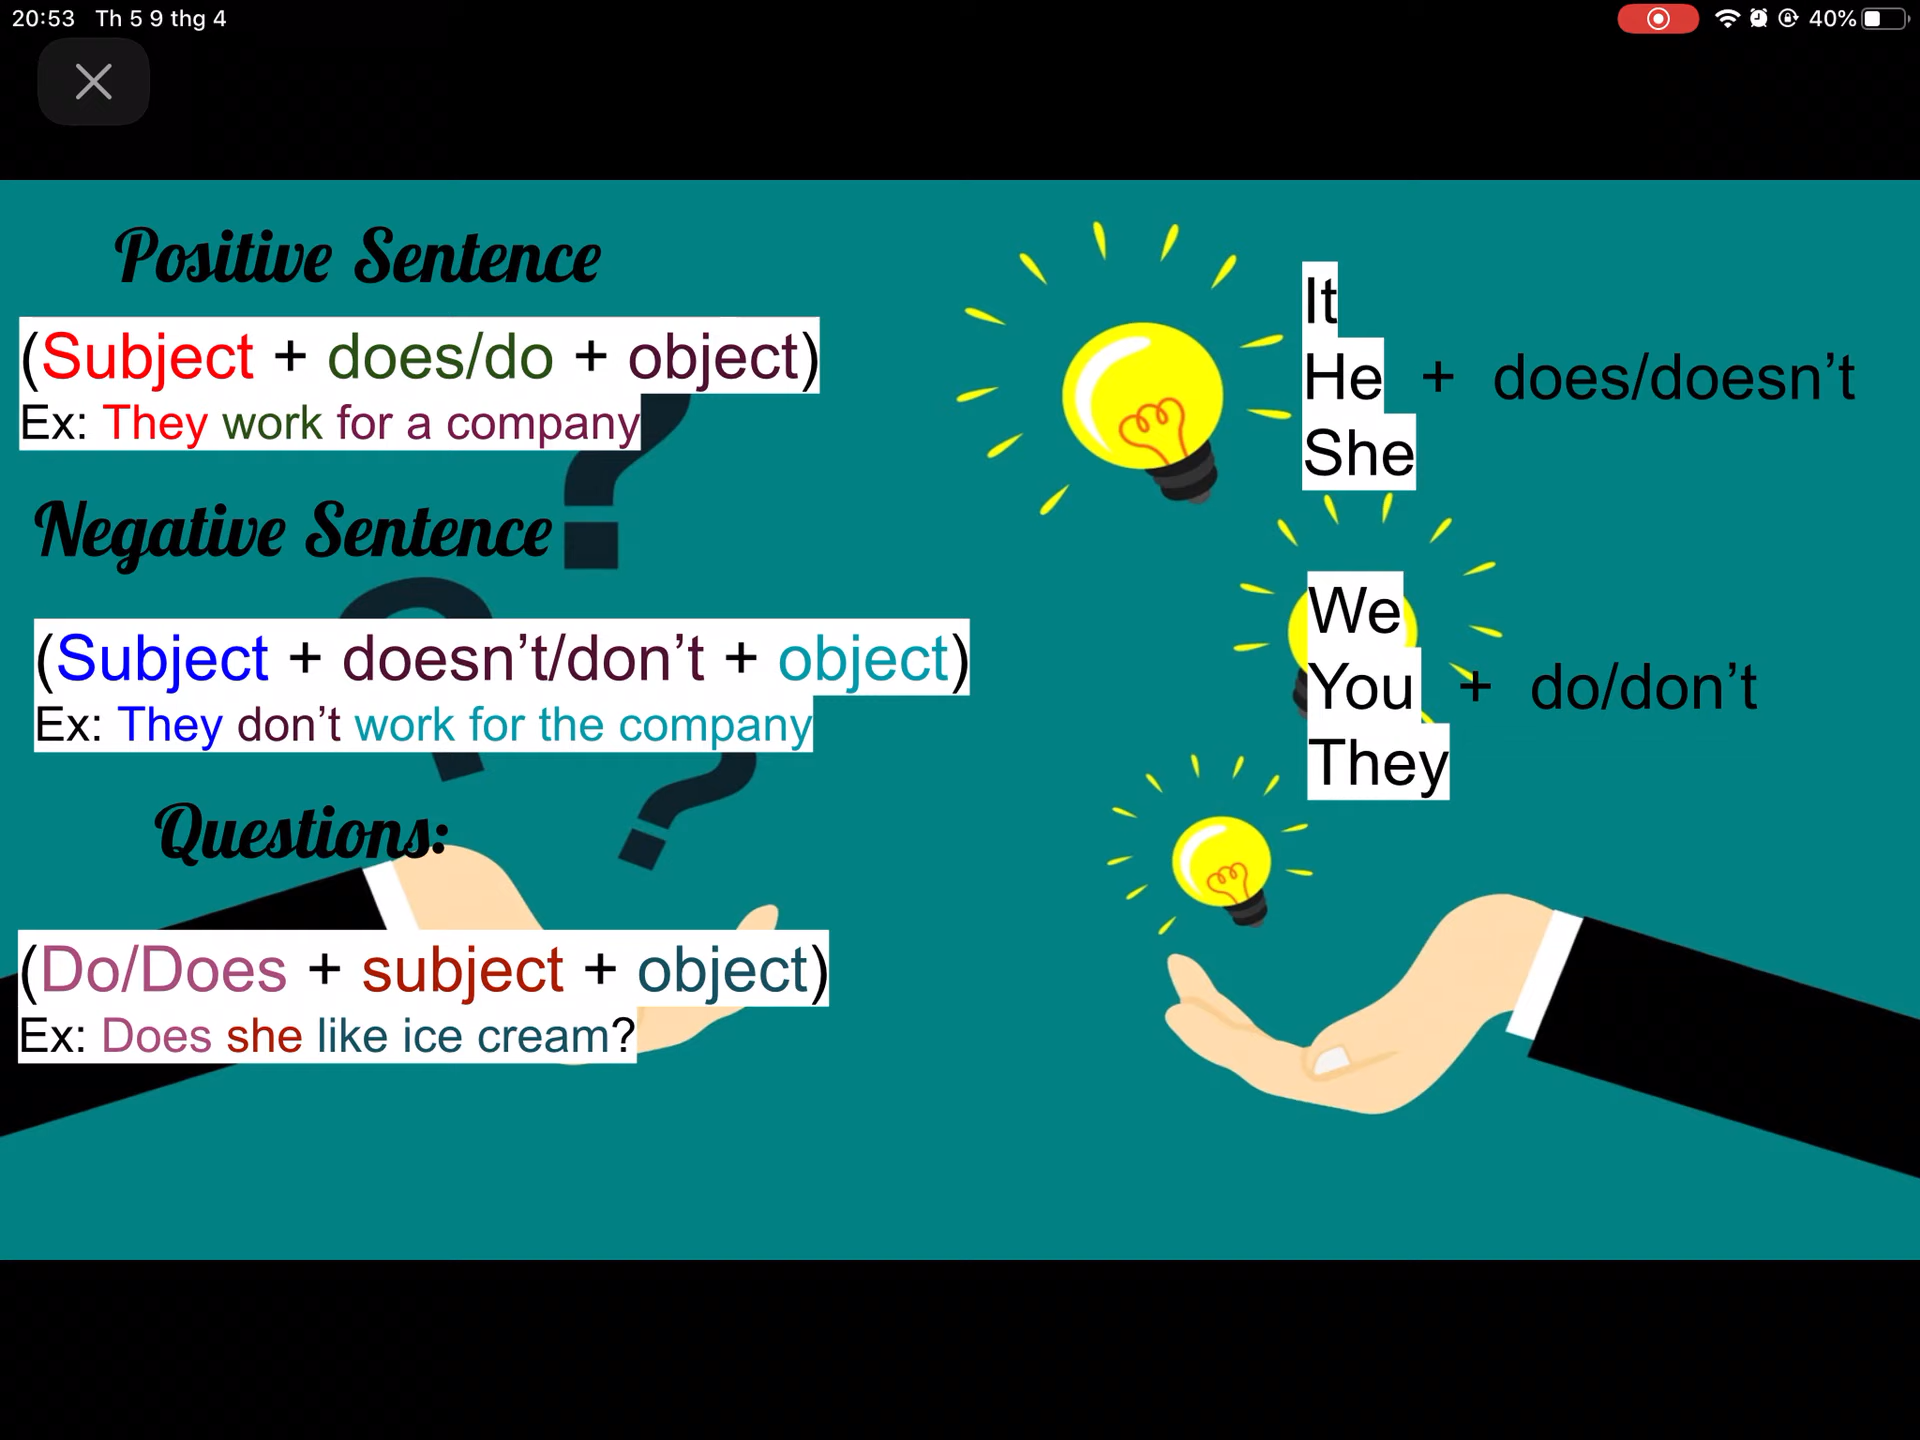 20:53 Th 5 9 thg 4
40%
Positive Sentence
(Subject + does/do + object)
Ex: They work for a company
Negative Sentence
(Subject + doesn’t/don’t + object)
Ex: They don’t work for the company
Questions:
(Do/Does + subject + object)
Ex: Does she like ice cream?
It
He + does/doesn’t
She
We
You + do/don’t
They